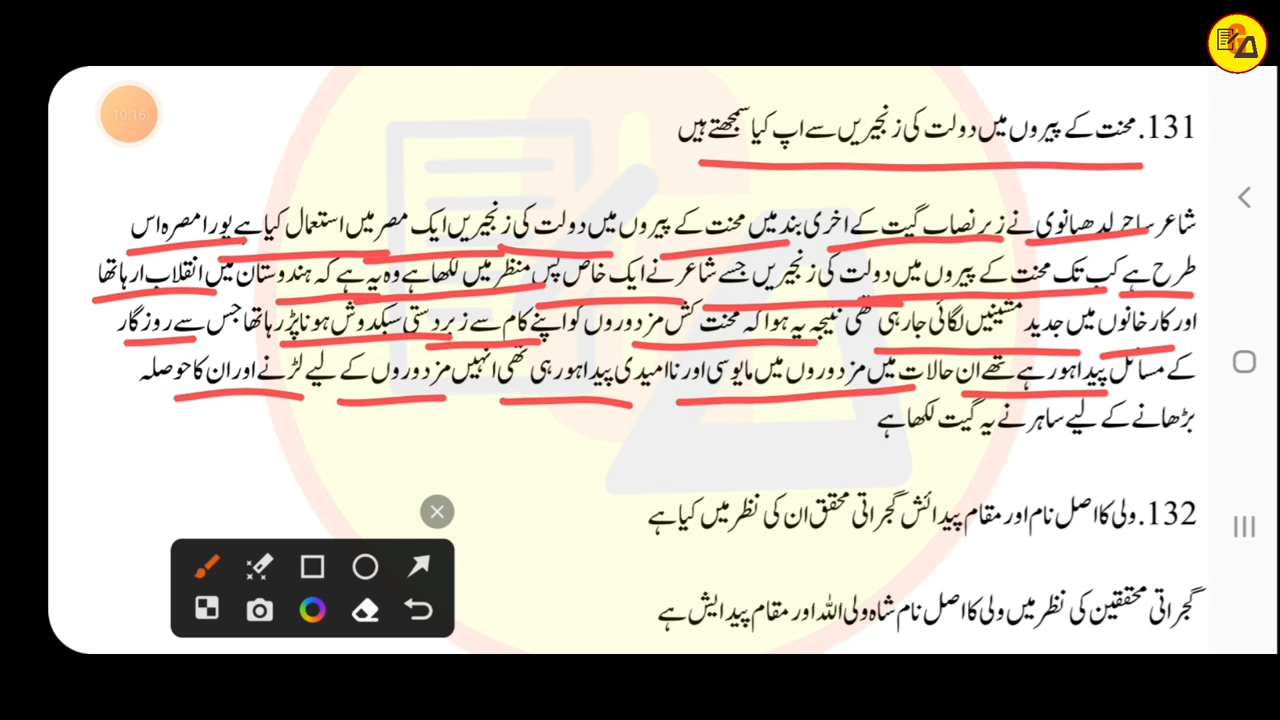 10:16
131. محنت کے پیروں میں دولت کی زنجیریں سے اپ کیا سمجھتے ہیں
شاعر ساحر لدھیانوی نے زیر نصاب گیت کے اخری بند میں محنت کے پیروں میں دولت کی زنجیریں ایک مصر میں استعمال کیا ہے پورا مصرہ اس
طرح ہے کب تک محنت کے پیروں میں دولت کی زنجیریں جسے شاعر نے ایک خاص پس منظر میں لکھا ہے وہ یہ ہے کہ ہندوستان میں انقلاب ارہا تھا
اور کارخانوں میں جدید مشینیں لگائی جا رہی تھی نتیجہ یہ ہوا کہ محنت کش مزدوروں کو اپنے کام سے زبردستی سبکدوش ہونا پڑ رہا تھا جس سے روزگار
کے مسائل پیدا ہو رہے تھے ان حالات میں مزدوروں میں مایوسی اور ناامیدی پیدا ہو رہی تھی انہیں مزدوروں کے لیے لڑنے اور ان کا حوصلہ
بڑھانے کے لیے ساہر نے یہ گیت لکھا ہے
132. ولی کا اصل نام اور مقام پیدائش گجراتی محقق ان کی نظر میں کیا ہے
گجراتی محققین کی نظر میں ولی کا اصل نام شاہ ولی اللہ اور مقام پیدایش ہے